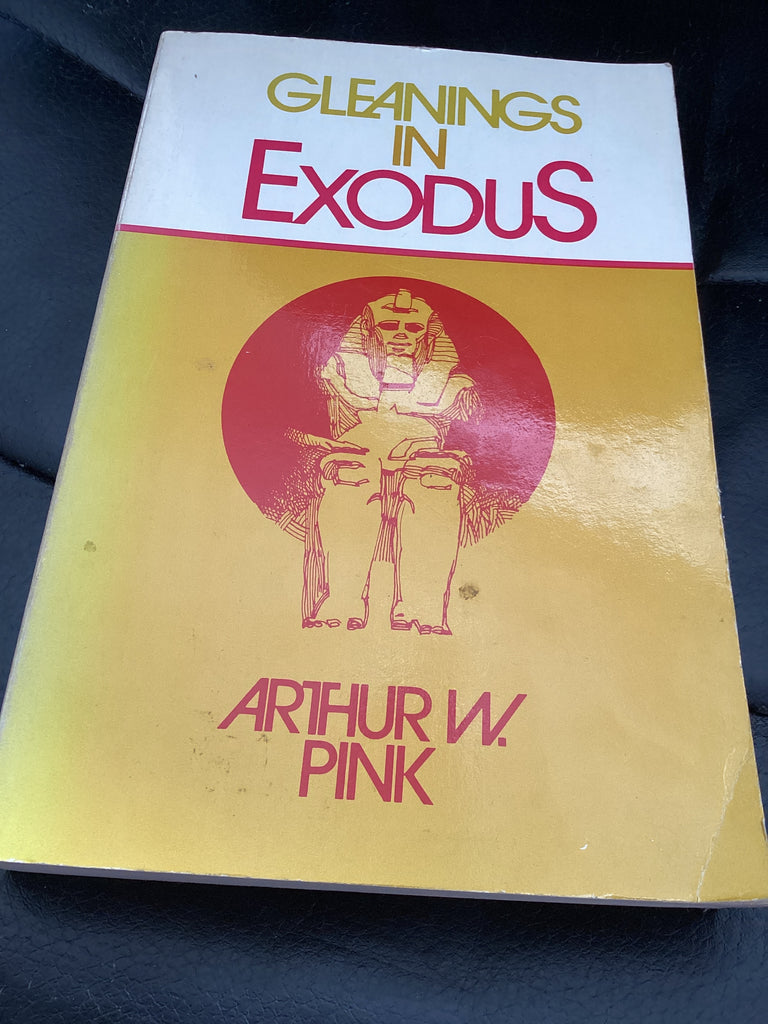 GLEANINGS
IN
EXODUS
ARTHUR W.
PINK